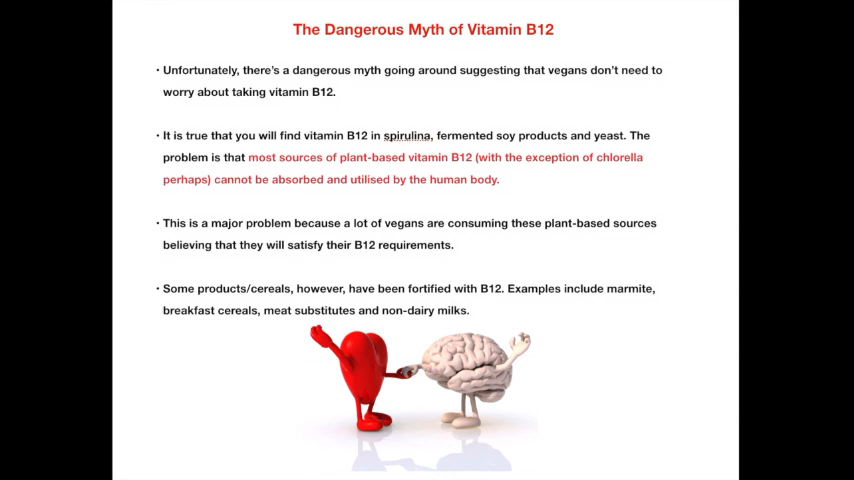 The Dangerous Myth of Vitamin B12
• Unfortunately, there's a dangerous myth going around suggesting that vegans don't need to
worry about taking vitamin B12.
• It is true that you will find vitamin B12 in spirulina, fermented soy products and yeast. The
problem is that most sources of plant-based vitamin B12 (with the exception of chlorella
perhaps) cannot be absorbed and utilised by the human body.
• This is a major problem because a lot of vegans are consuming these plant-based sources
believing that they will satisfy their B12 requirements.
• Some products/cereals, however, have been fortified with B12. Examples include marmite,
breakfast cereals, meat substitutes and non-dairy milks.